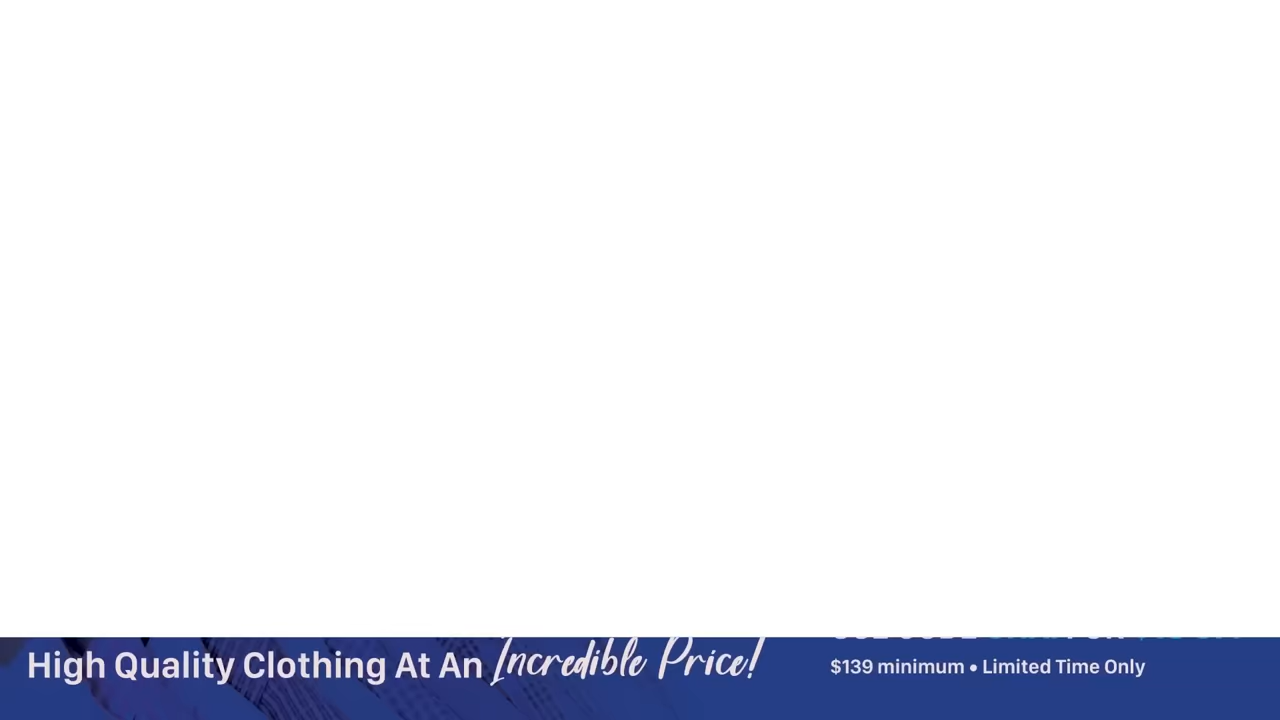 High Quality Clothing At An Incredible Price!
$139 minimum • Limited Time Only